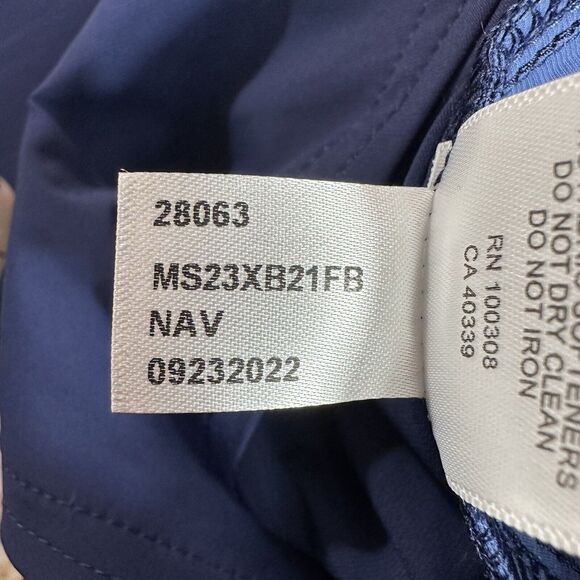 28063
MS23XB21FB
NAV
09232022
DO NOT DRY CLEAN
DO NOT IRON
RN 100308
CA 40339